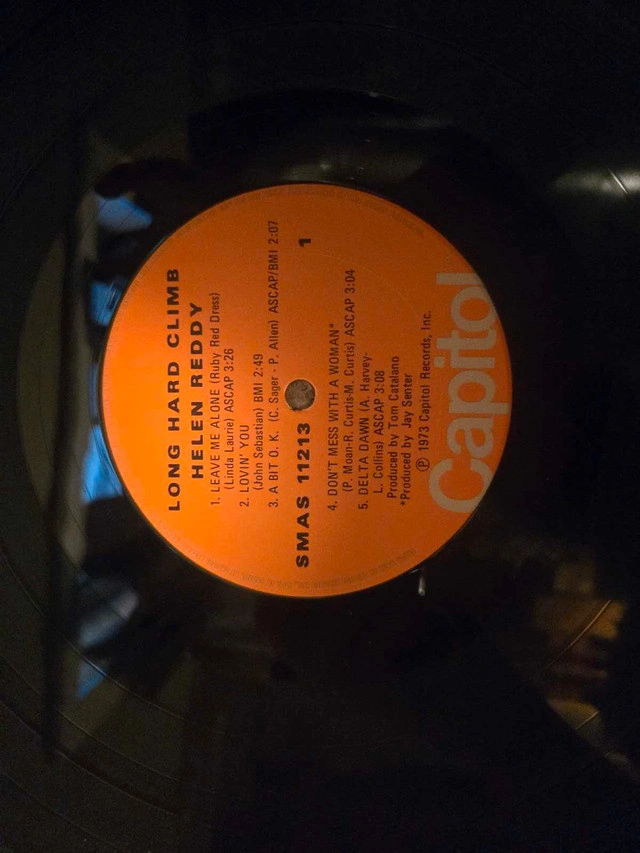 LONG HARD CLIMB
HELEN REDDY
1. LEAVE ME ALONE (Ruby Red Dress)
(Linda Laurie) ASCAP 3:26
2. LOVIN' YOU
(John Sebastian) BMI 2:49
3. A BIT O. K. (C. Sager - P. Allen) ASCAP/BMI 2:07
SMAS 11213 1
4. DON'T MESS WITH A WOMAN*
(P. Moan-R. Curtis-M. Curtis) ASCAP 3:04
5. DELTA DAWN (A. Harvey-
L. Collins) ASCAP 3:08
Produced by Tom Catalano
*Produced by Jay Senter
℗ 1973 Capitol Records, Inc.
Capitol